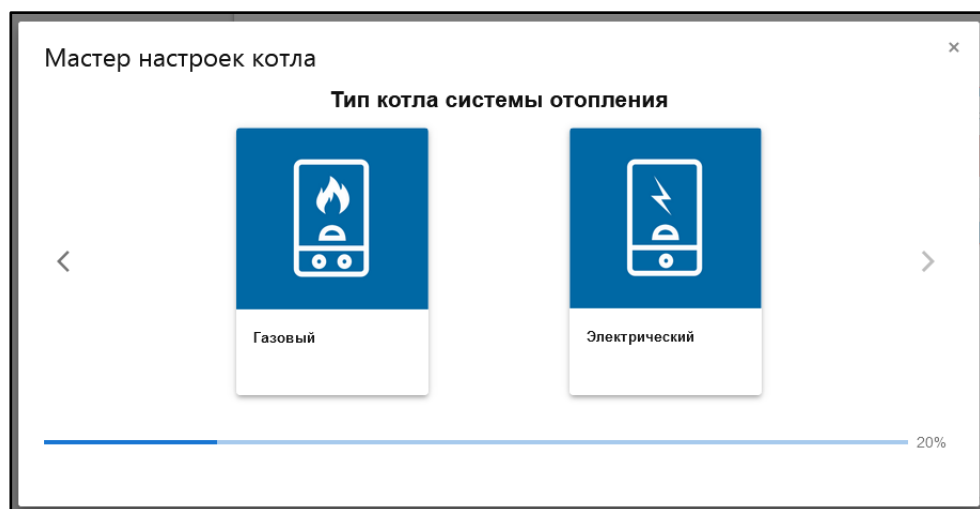 Мастер настроек котла
×
Тип котла системы отопления
Газовый
Электрический
20%